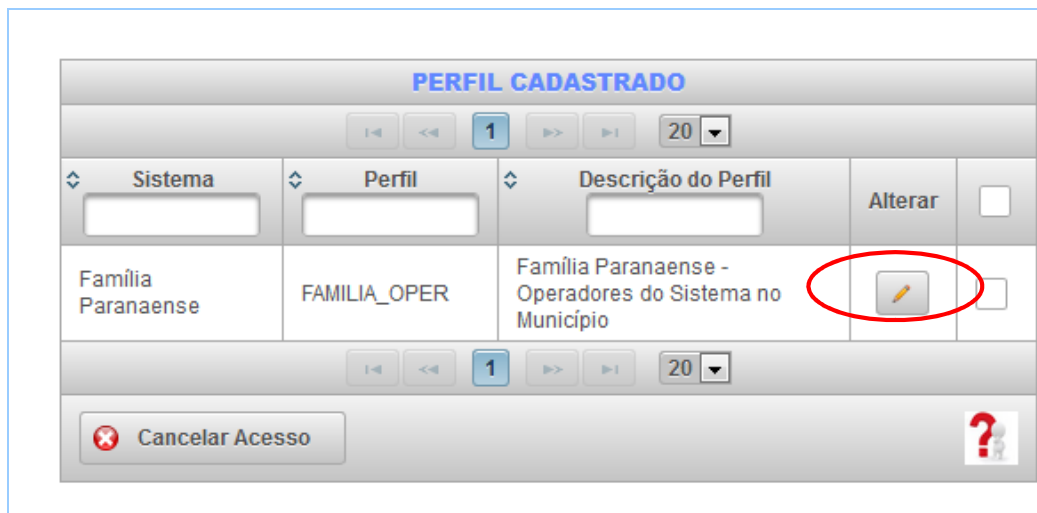 PERFIL CADASTRADO
1 20
Sistema Perfil Descrição do Perfil Alterar
Família
Paranaense
FAMILIA_OPER
Família Paranaense -
Operadores do Sistema no
Município
1 20
Cancelar Acesso ?